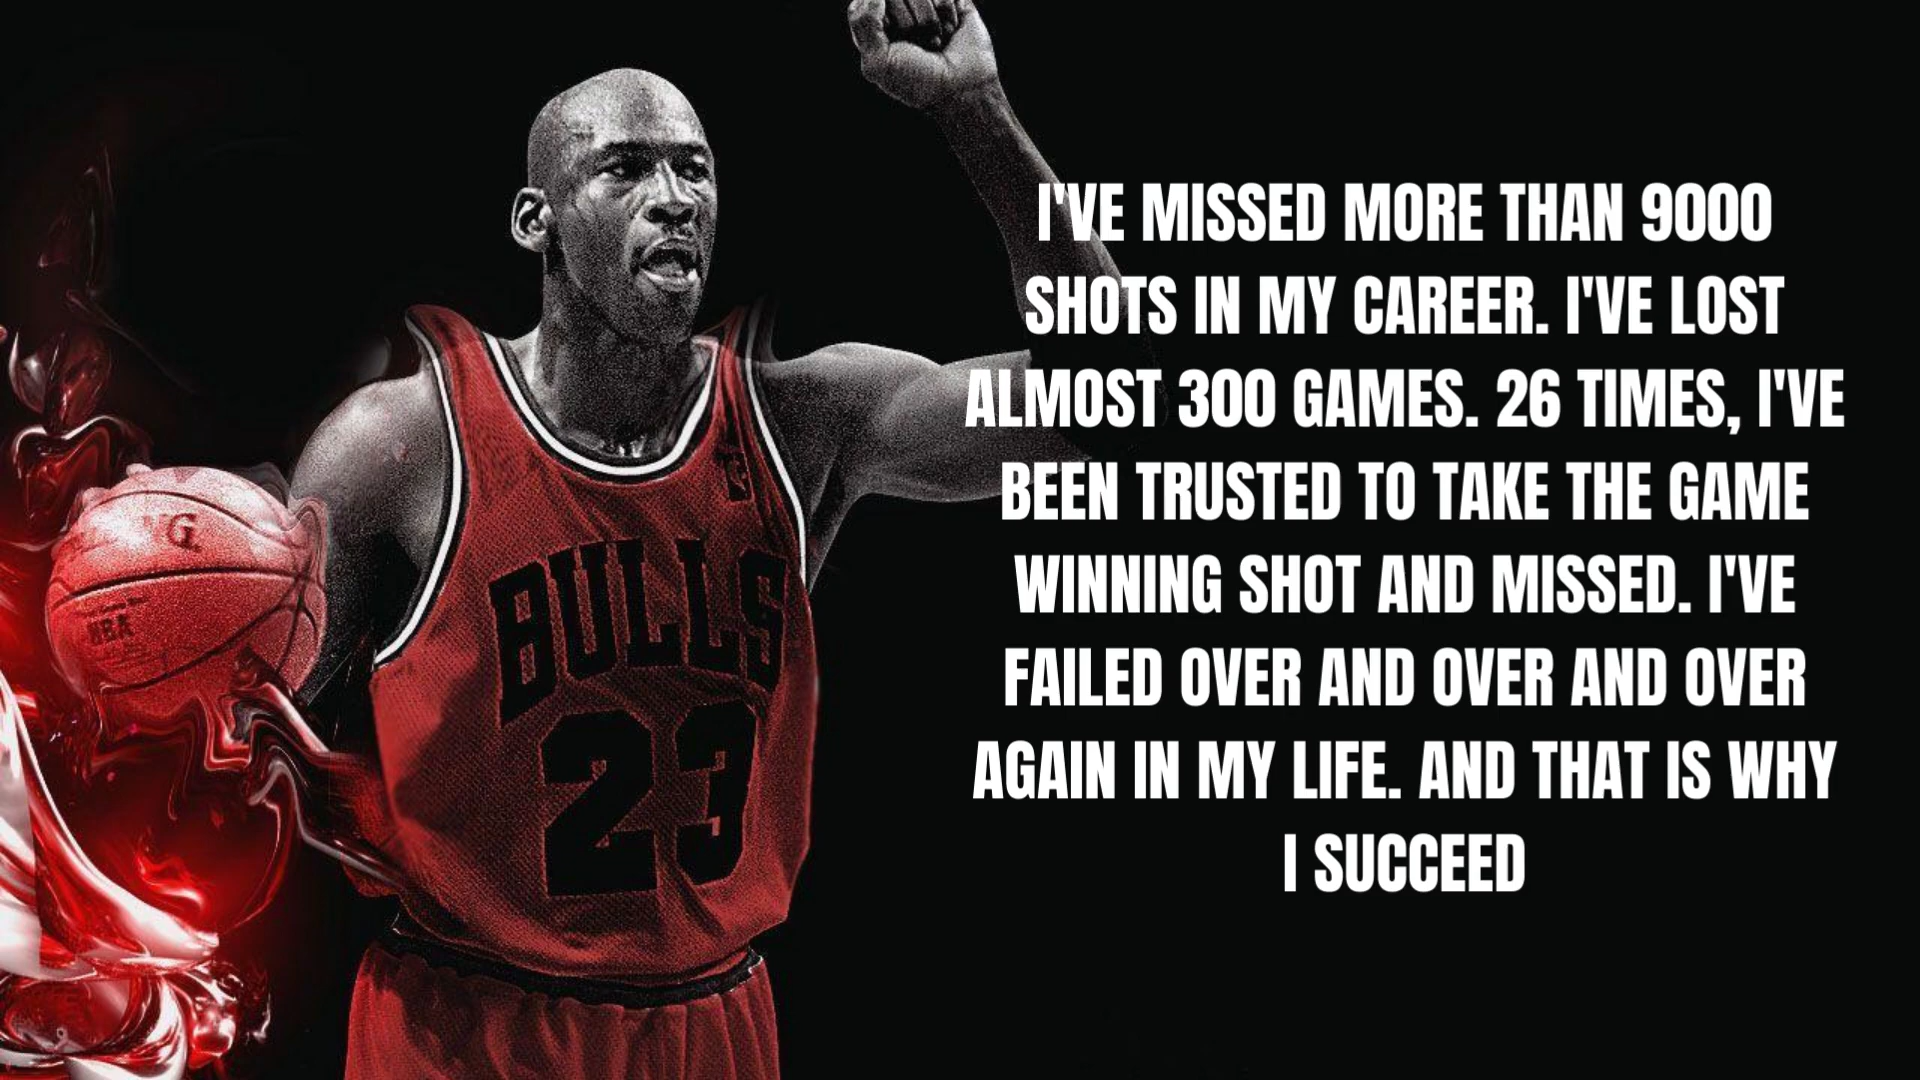 I'VE MISSED MORE THAN 9000
SHOTS IN MY CAREER. I'VE LOST
ALMOST 300 GAMES. 26 TIMES, I'VE
BEEN TRUSTED TO TAKE THE GAME
WINNING SHOT AND MISSED. I'VE
FAILED OVER AND OVER AND OVER
AGAIN IN MY LIFE. AND THAT IS WHY
I SUCCEED
BULLS
23
NBA